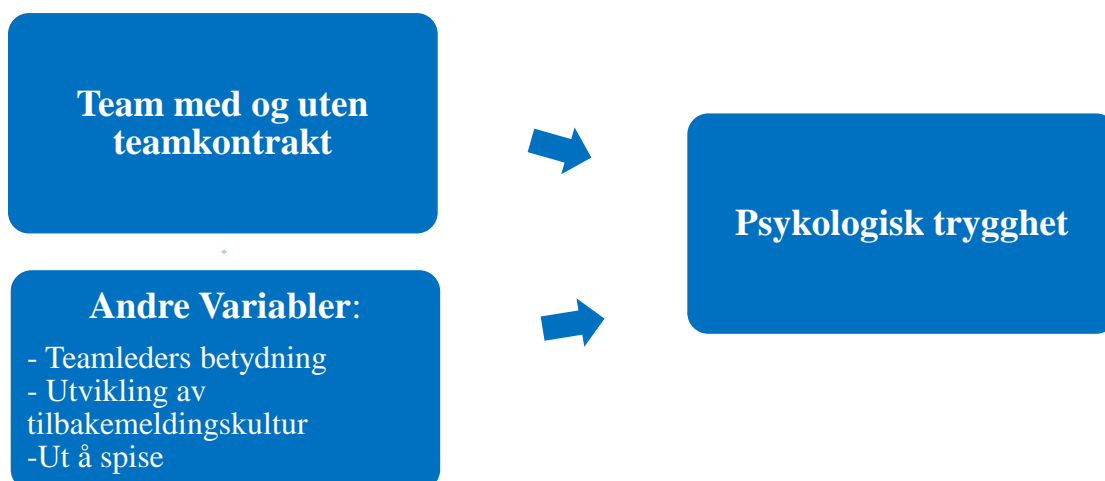 Team med og uten
teamkontrakt
Psykologisk trygghet
Andre Variabler:
- Teamleders betydning
- Utvikling av
tilbakemeldingskultur
-Ut å spise